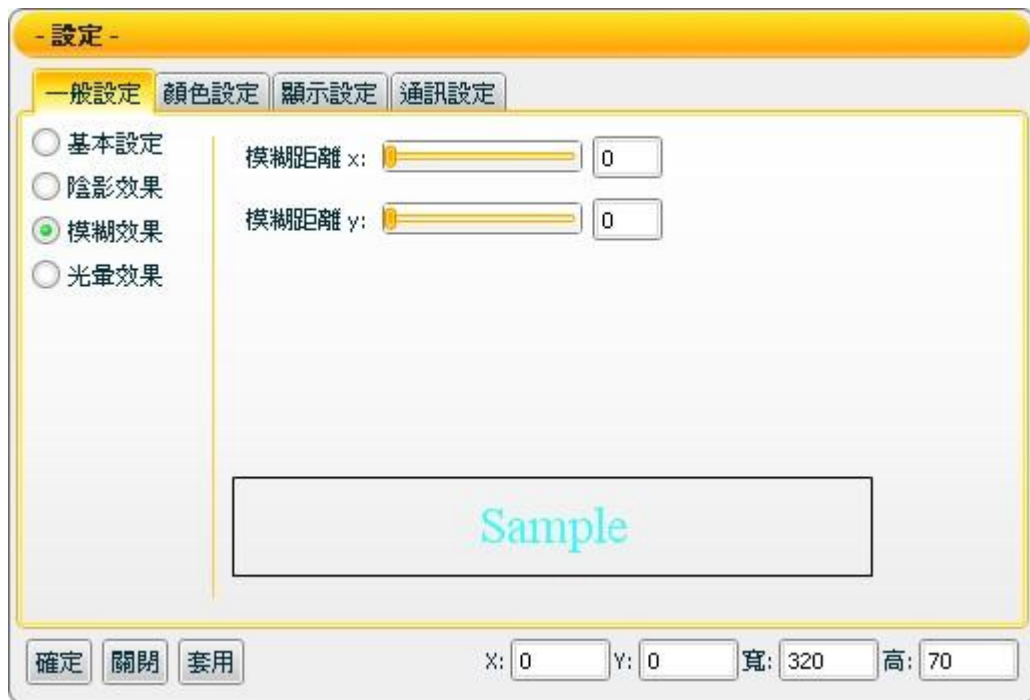 - 設定 -
一般設定 顏色設定 顯示設定 通訊設定
基本設定
陰影效果
模糊效果
光暈效果
模糊距離 x: 0
模糊距離 y: 0
Sample
確定 關閉 套用 X: 0 Y: 0 寬: 320 高: 70